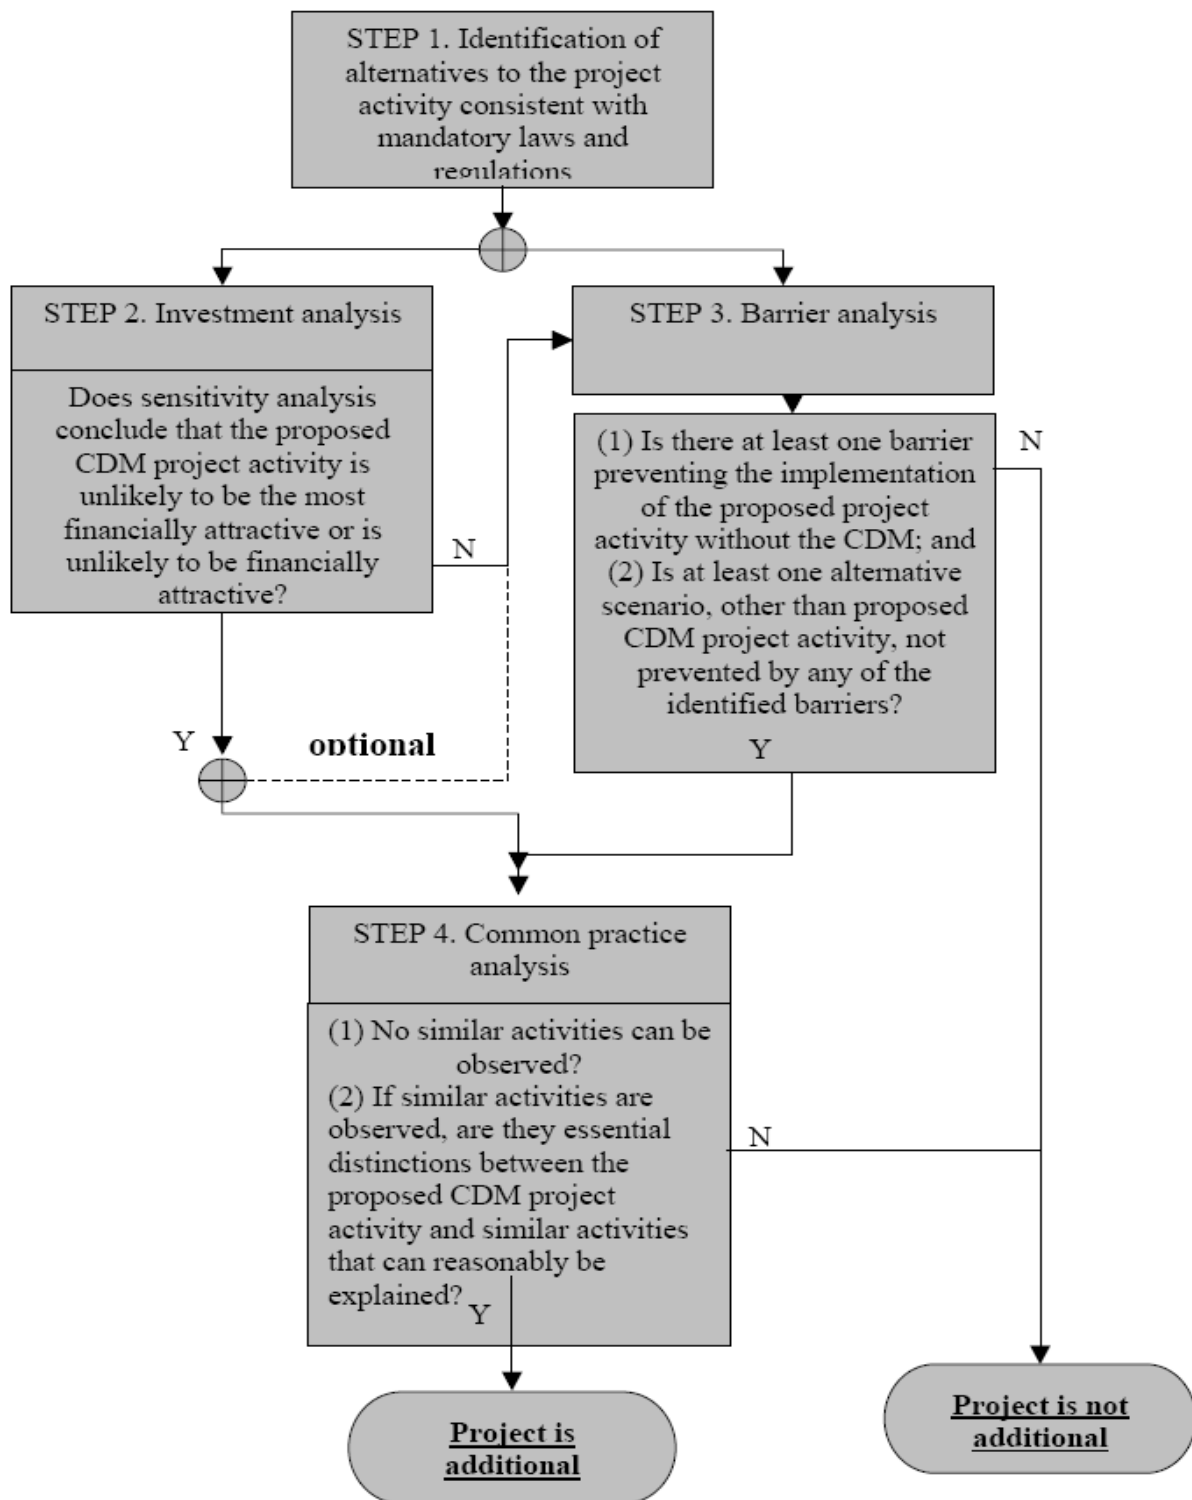 STEP 1. Identification of
alternatives to the project
activity consistent with
mandatory laws and
regulations
STEP 2. Investment analysis
Does sensitivity analysis
conclude that the proposed
CDM project activity is
unlikely to be the most
financially attractive or is
unlikely to be financially
attractive?
N
Y
optional
STEP 3. Barrier analysis
(1) Is there at least one barrier
preventing the implementation
of the proposed project
activity without the CDM; and
(2) Is at least one alternative
scenario, other than proposed
CDM project activity, not
prevented by any of the
identified barriers?
N
Y
STEP 4. Common practice
analysis
(1) No similar activities can be
observed?
(2) If similar activities are
observed, are they essential
distinctions between the
proposed CDM project
activity and similar activities
that can reasonably be
explained?
N
Y
Project is
additional
Project is not
additional